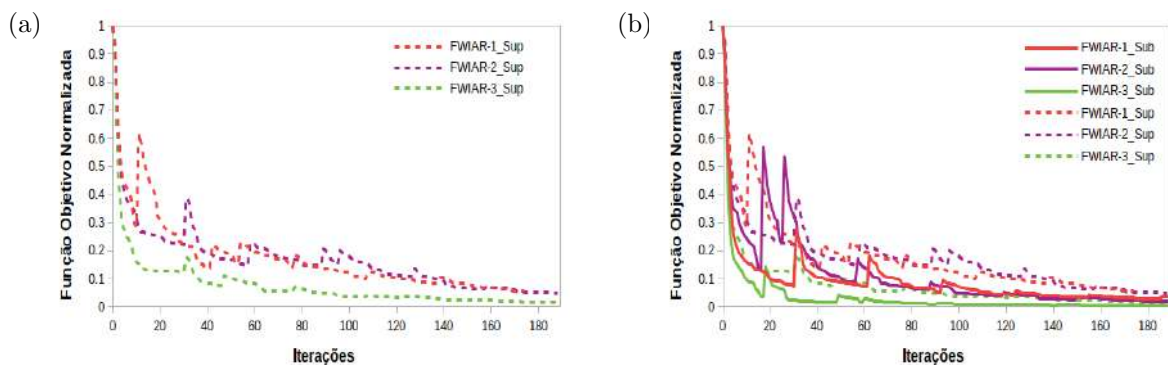 (a)
Função Objetivo Normalizada
1
0.9
0.8
0.7
0.6
0.5
0.4
0.3
0.2
0.1
0
0 20 40 60 80 100 120 140 160 180
Iterações
FWIAR-1_Sup
FWIAR-2_Sup
FWIAR-3_Sup
(b)
Função Objetivo Normalizada
1
0.9
0.8
0.7
0.6
0.5
0.4
0.3
0.2
0.1
0
0 20 40 60 80 100 120 140 160 180
Iterações
FWIAR-1_Sub
FWIAR-2_Sub
FWIAR-3_Sub
FWIAR-1_Sup
FWIAR-2_Sup
FWIAR-3_Sup